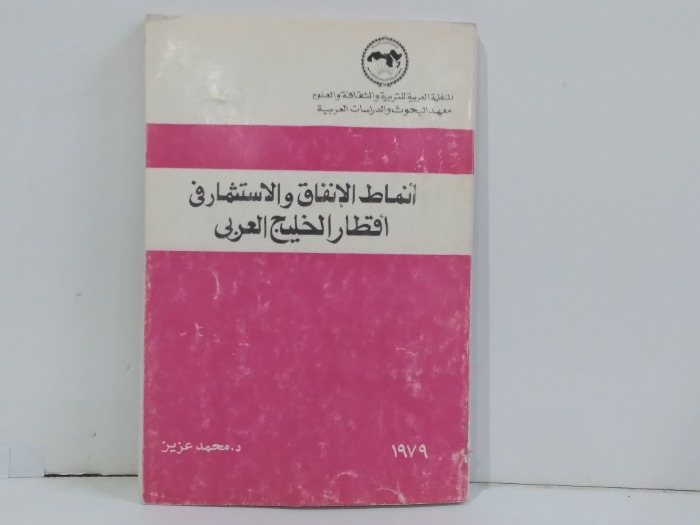 المنظمة العربية للتربية والثقافة والعلوم
معهد البحوث والدراسات العربية
أنماط الإنفاق والاستثمار في
أقطار الخليج العربي
د. محمد عزيز
١٩٧٩